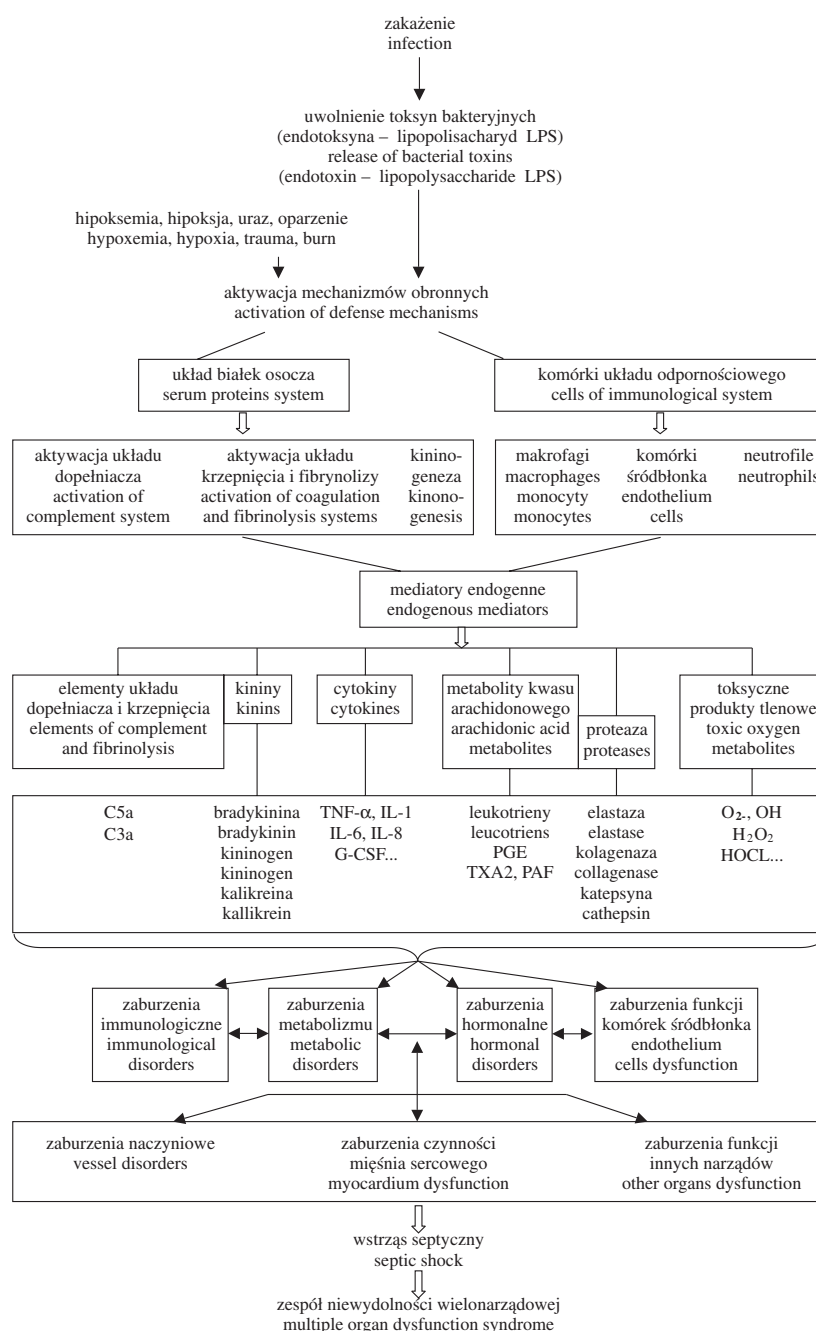 zakażenie
infection
uwolnienie toksyn bakteryjnych
(endotoksyna – lipopolisacharyd LPS)
release of bacterial toxins
(endotoxin – lipopolysaccharide LPS)
hipoksemia, hipoksja, uraz, oparzenie
hypoxemia, hypoxia, trauma, burn
aktywacja mechanizmów obronnych
activation of defense mechanisms
układ białek osocza
serum proteins system
komórki układu odpornościowego
cells of immunological system
aktywacja układu
dopełniacza
activation of
complement system
aktywacja układu
krzepnięcia i fibrynolizy
activation of coagulation
and fibrinolysis systems
kinino-
geneza
kinono-
genesis
makrofagi
macrophages
monocyty
monocytes
komórki
śródbłonka
endothelium
cells
neutrofile
neutrophils
mediatory endogenne
endogenous mediators
elementy układu
dopełniacza i krzepnięcia
elements of complement
and fibrinolysis
kininy
kinins
cytokiny
cytokines
metabolity kwasu
arachidonowego
arachidonic acid
metabolites
proteaza
proteases
toksyczne
produkty tlenowe
toxic oxygen
metabolites
C5a
C3a
bradykinina
bradykinin
kininogen
kininogen
kalikreina
kallikrein
TNF-α, IL-1
IL-6, IL-8
G-CSF...
leukotrieny
leucotriens
PGE
TXA2, PAF
elastaza
elastase
kolagenaza
collagenase
katepsyna
cathepsin
O₂-, OH
H₂O₂
HOCL...
zaburzenia
immunologiczne
immunological
disorders
zaburzenia
metabolizmu
metabolic
disorders
zaburzenia
hormonalne
hormonal
disorders
zaburzenia funkcji
komórek śródbłonka
endothelium
cells dysfunction
zaburzenia naczyniowe
vessel disorders
zaburzenia czynności
mięśnia sercowego
myocardium dysfunction
zaburzenia funkcji
innych narządów
other organs dysfunction
wstrząs septyczny
septic shock
zespół niewydolności wielonarządowej
multiple organ dysfunction syndrome